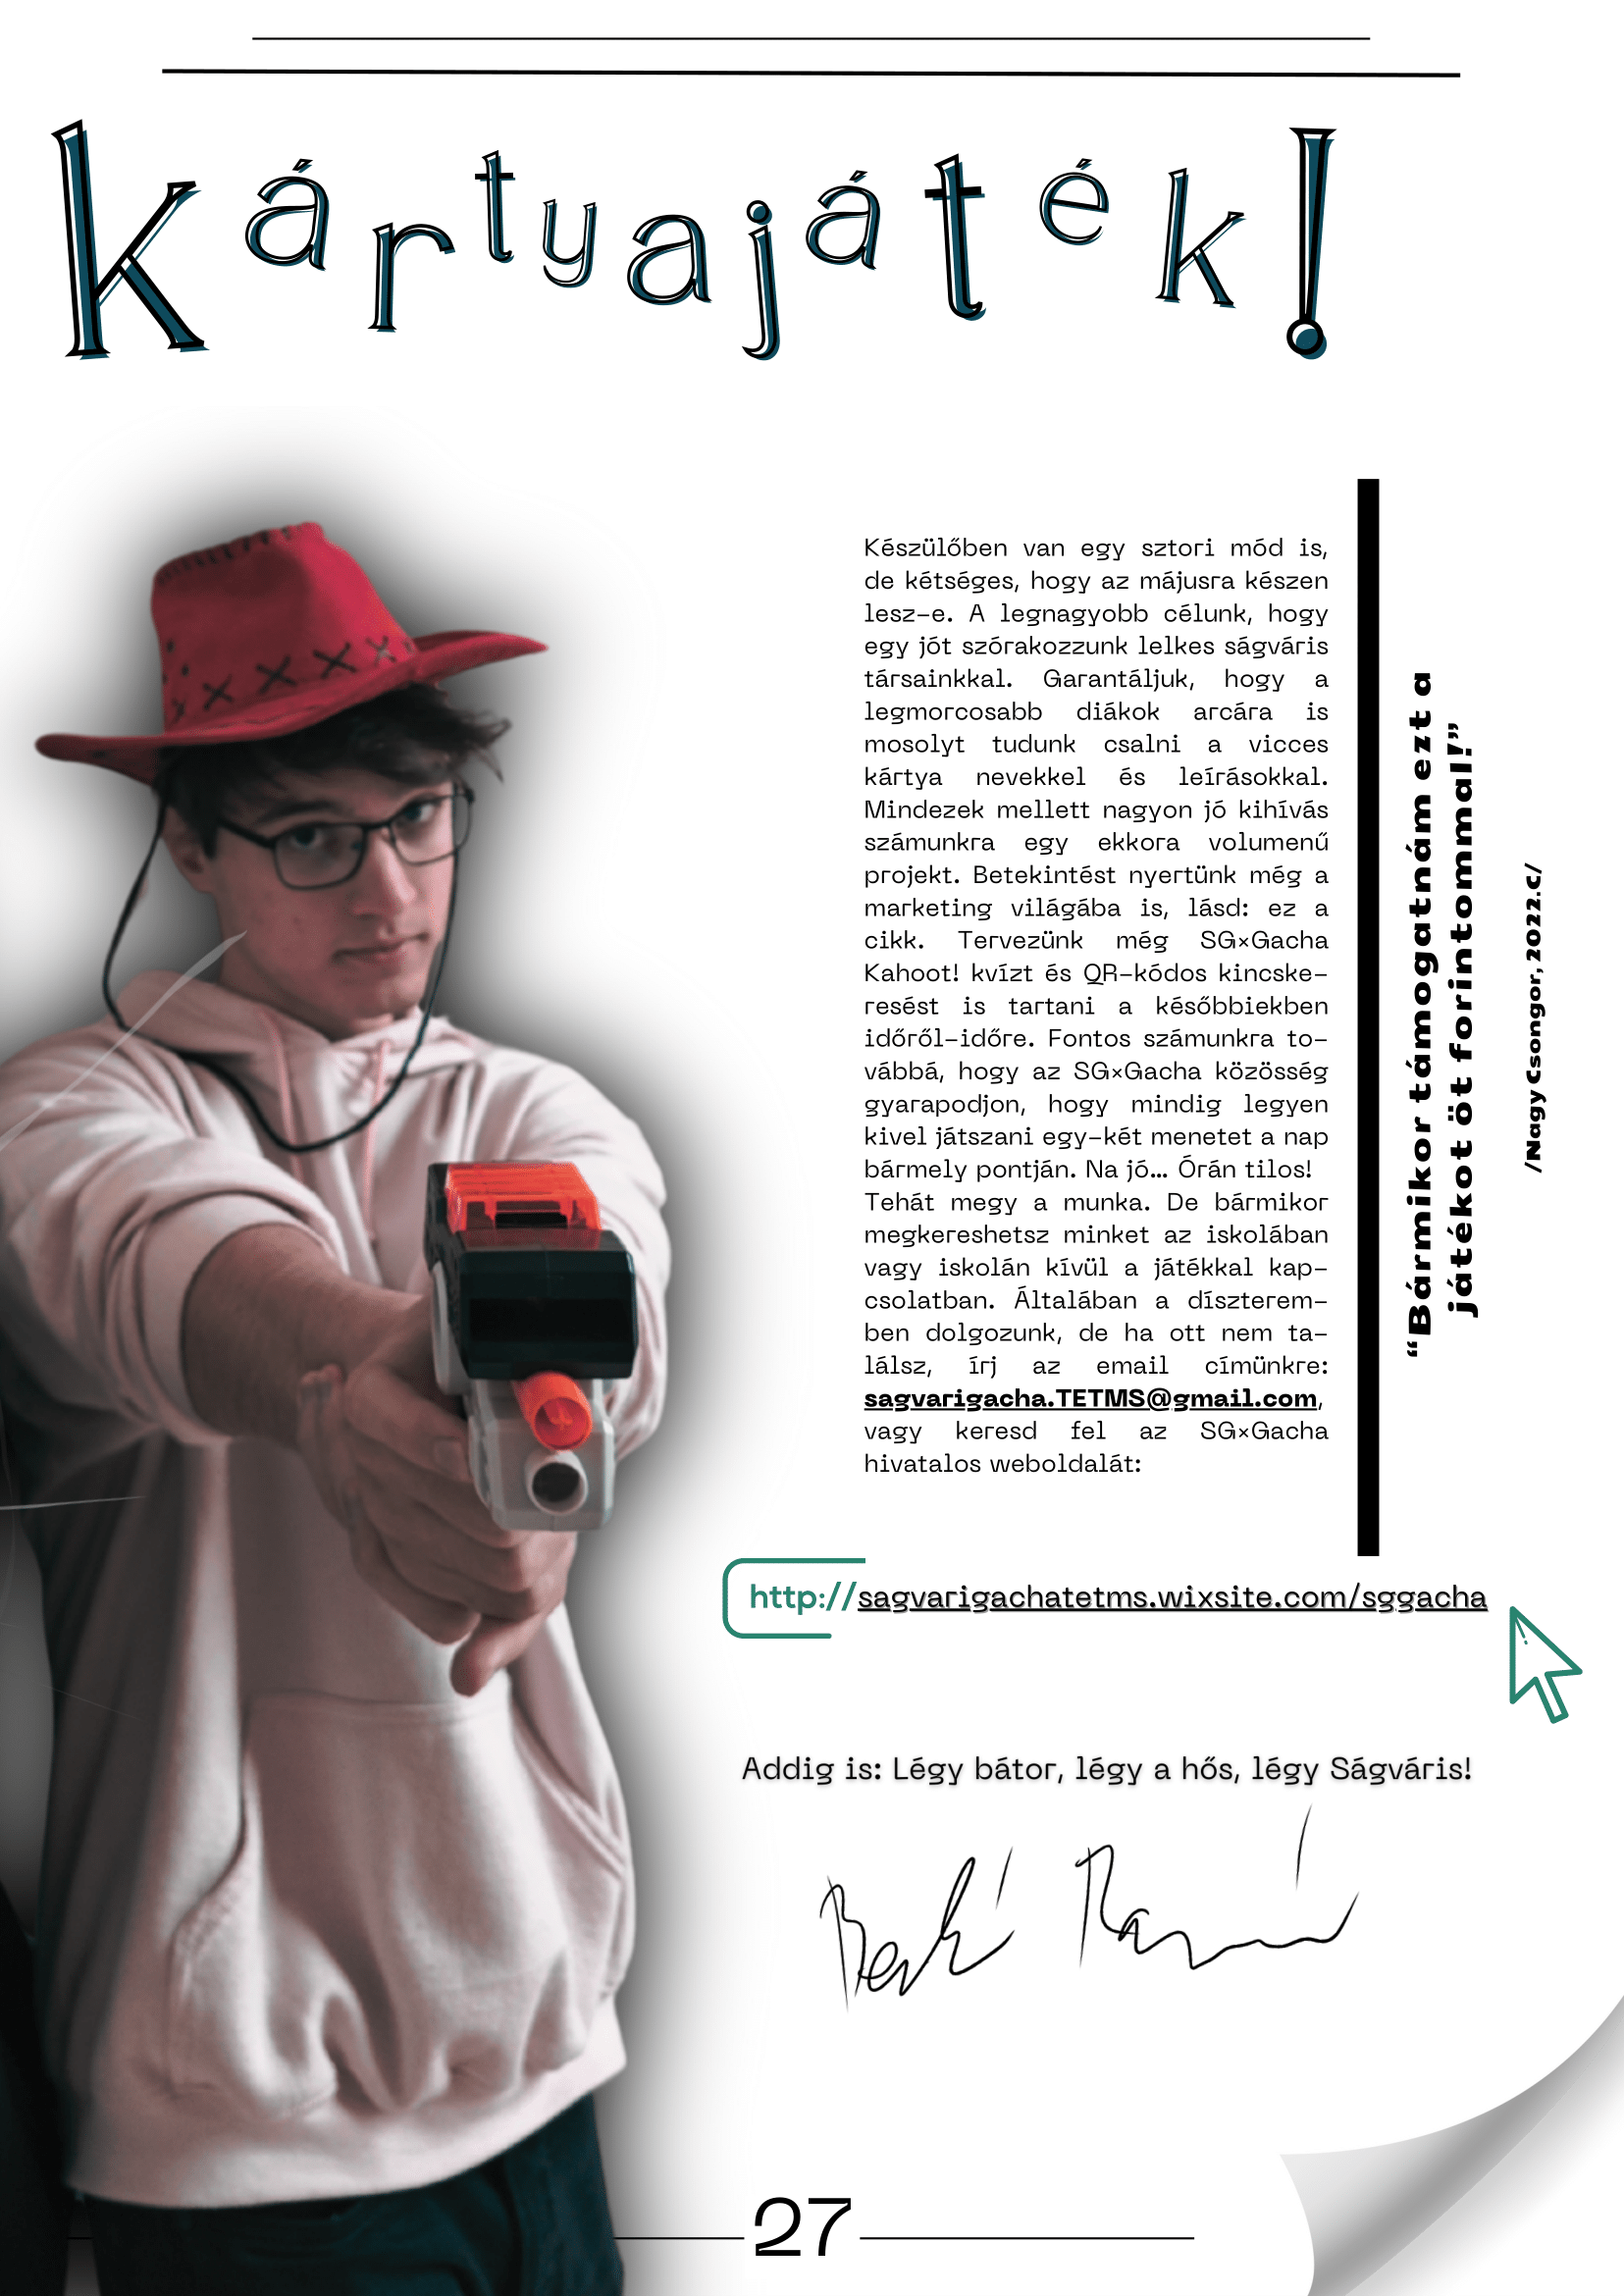 kártyajáték!
Készülőben van egy sztori mód is,
de kétséges, hogy az májusra készen
lesz-e. A legnagyobb célunk, hogy
egy jót szórakozzunk lelkes ságváris
társainkkal. Garantáljuk, hogy a
legmorcosabb diákok arcára is
mosolyt tudunk csalni a vicces
kártya nevekkel és leírásokkal.
Mindezek mellett nagyon jó kihívás
számunkra egy ekkora volumenű
projekt. Betekintést nyertünk még a
marketing világába is, lásd: ez a
cikk. Tervezünk még SG×Gacha
Kahoot! kvízt és QR-kódos kincske-
resést is tartani a későbbiekben
időről-időre. Fontos számunkra to-
vábbá, hogy az SG×Gacha közösség
gyarapodjon, hogy mindig legyen
kivel játszani egy-két menetet a nap
bármely pontján. Na jó... Órán tilos!
Tehát megy a munka. De bármikor
megkereshetsz minket az iskolában
vagy iskolán kívül a játékkal kap-
csolatban. Általában a díszterem-
ben dolgozunk, de ha ott nem ta-
lálsz, írj az email címünkre:
sagvarigacha.TETMS@gmail.com,
vagy keresd fel az SG×Gacha
hivatalos weboldalát:
“Bármikor támogatnám ezt a
játékot öt forintommal!”
/Nagy Csongor, 2022.C/
http://sagvarigachatetms.wixsite.com/sggacha
Addig is: Légy bátor, légy a hős, légy Ságváris!
27